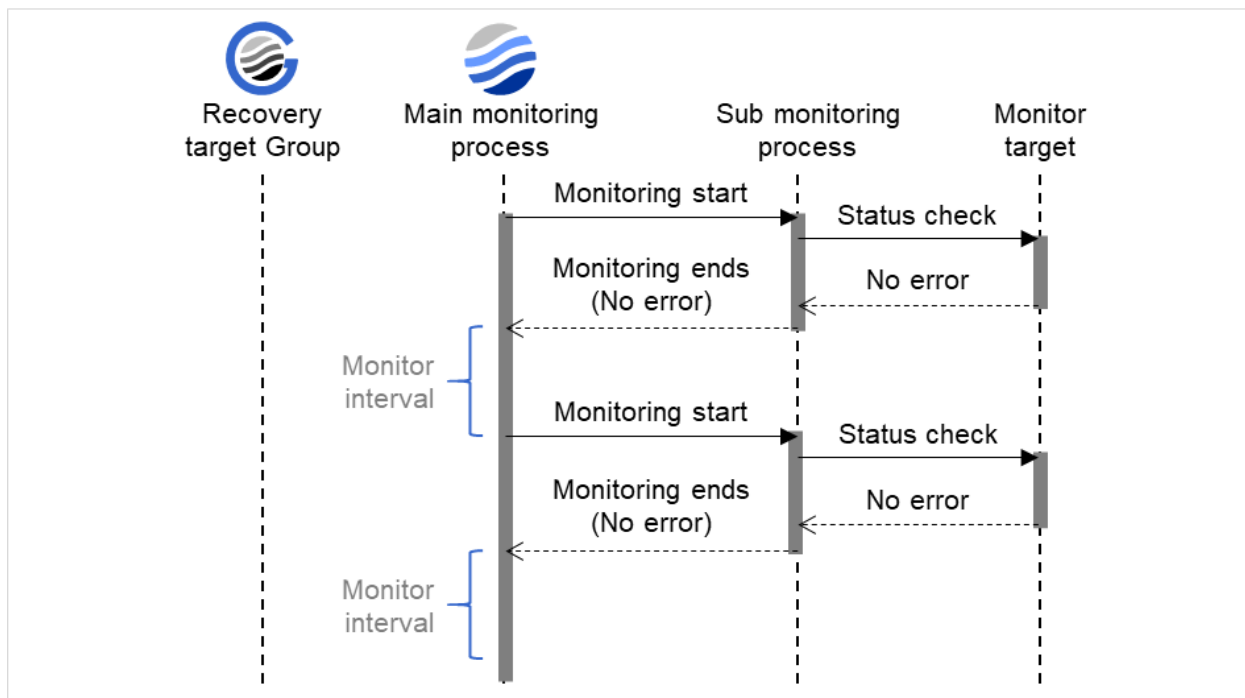 Recovery
target Group
Main monitoring
process
Sub monitoring
process
Monitor
target
Monitoring start
Status check
Monitoring ends
(No error)
No error
Monitor
interval
Monitoring start
Status check
Monitoring ends
(No error)
No error
Monitor
interval